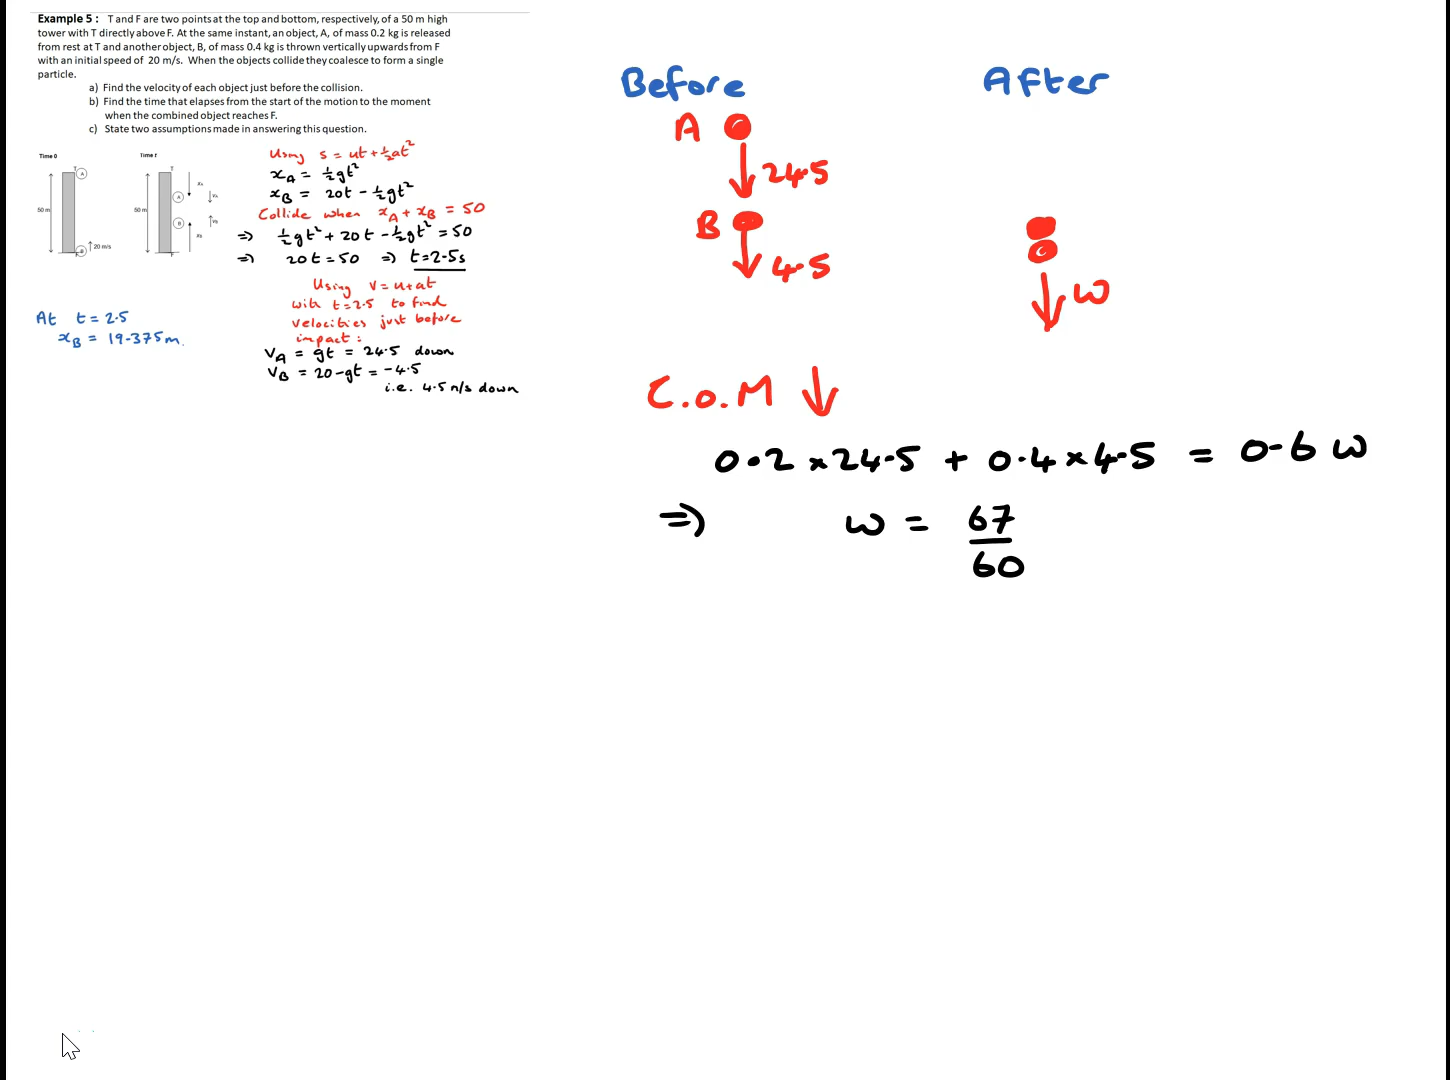 Example 5 : T and F are two points at the top and bottom, respectively, of a 50 m high
tower with T directly above F. At the same instant, an object, A, of mass 0.2 kg is released
from rest at T and another object, B, of mass 0.4 kg is thrown vertically upwards from F
with an initial speed of 20 m/s. When the objects collide they coalesce to form a single
particle.
a) Find the velocity of each object just before the collision.
b) Find the time that elapses from the start of the motion to the moment
when the combined object reaches F.
c) State two assumptions made in answering this question.
Time 0
Time t
T
A
50 m
B
20 m/s
T
A
50 m
B
F
Using s = ut + ½at²
x_A = ½gt²
x_B = 20t - ½gt²
Collide when x_A + x_B = 50
⇒ ½gt² + 20t - ½gt² = 50
⇒ 20t = 50 ⇒ t = 2.5s
Using v = u + at
with t = 2.5 to find
velocities just before
impact :
V_A = gt = 24.5 down
V_B = 20 - gt = -4.5
i.e. 4.5 m/s down
At t = 2.5
x_B = 19.375m.
Before
After
A
24.5
B
4.5
ω
C.o.M ↓
0.2 × 24.5 + 0.4 × 4.5 = 0.6 ω
⇒ ω = 67/60